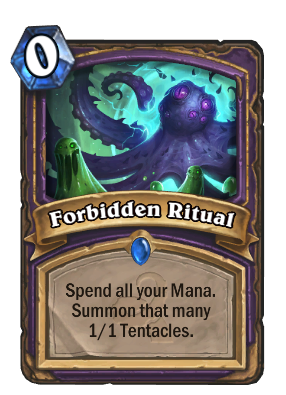 0
Forbidden Ritual
Spend all your Mana.
Summon that many
1/1 Tentacles.